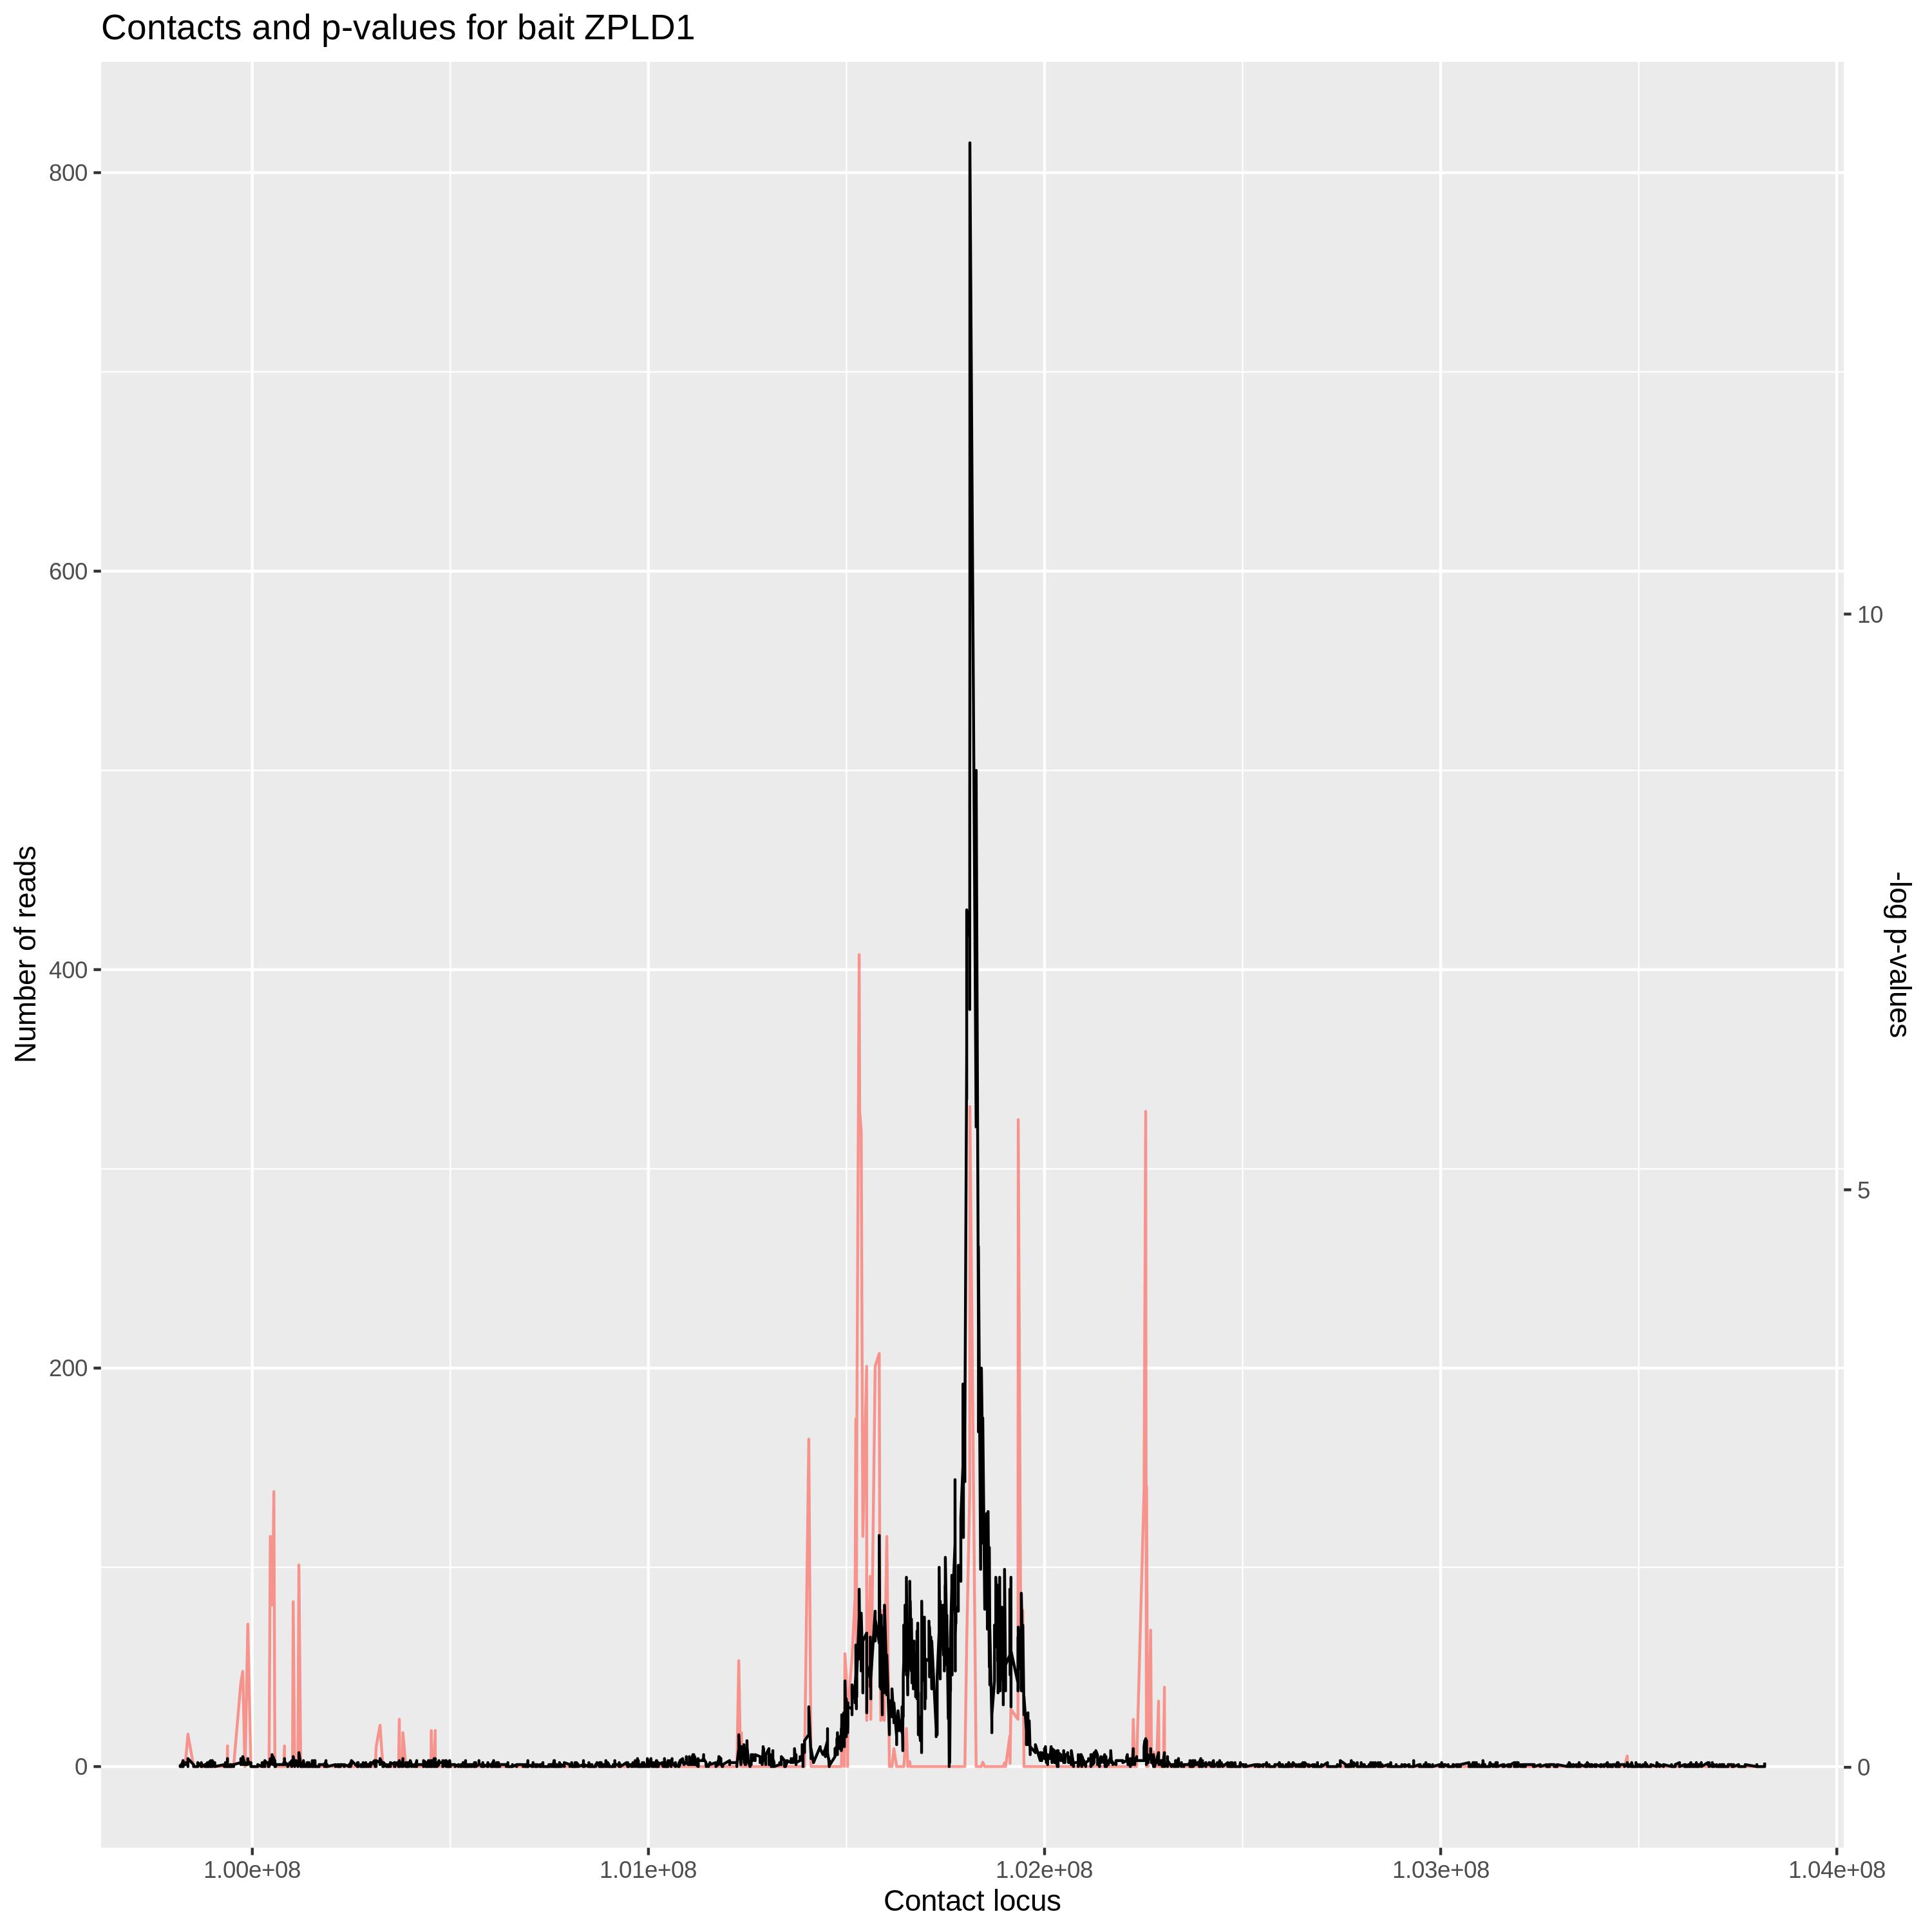 Contacts and p-values for bait ZPLD1
800
600
400
200
0
Number of reads
10
5
0
-log p-values
1.00e+08 1.01e+08 1.02e+08 1.03e+08 1.04e+08
Contact locus